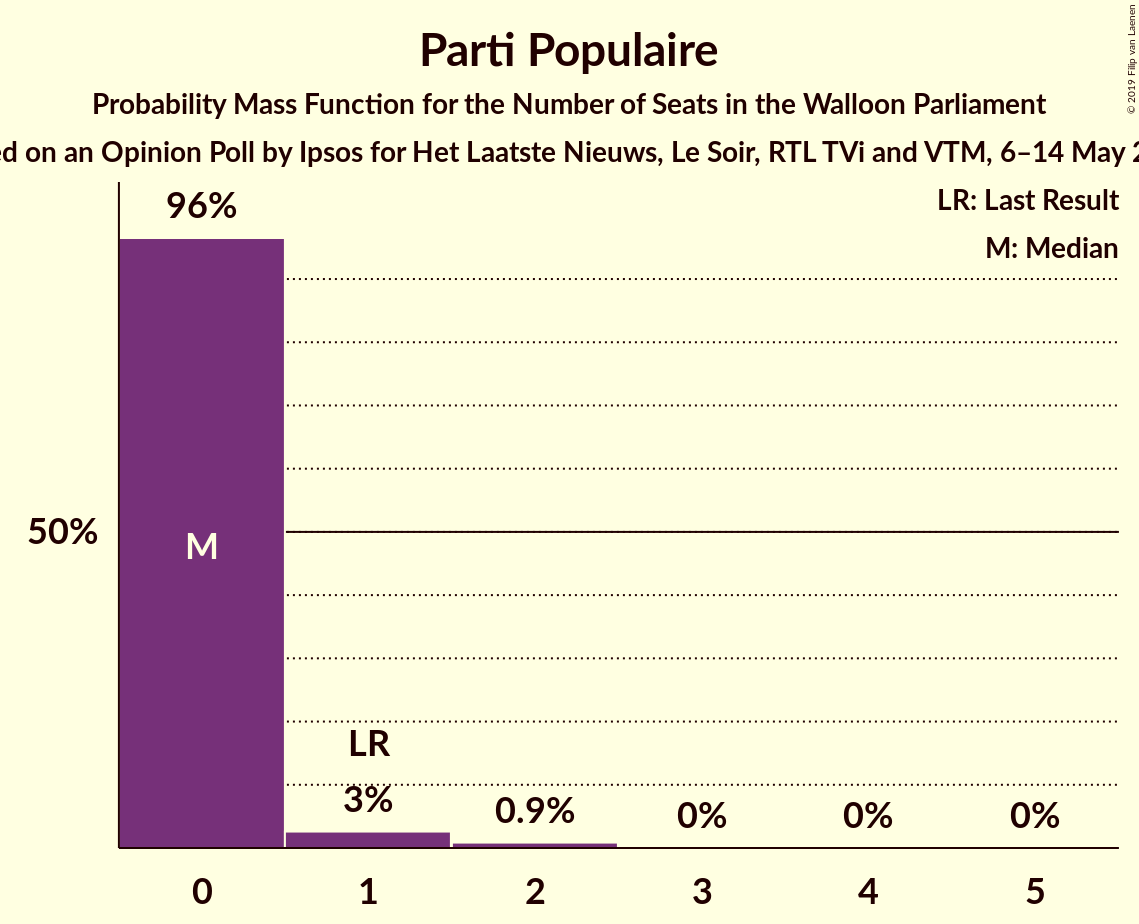 Parti Populaire
Probability Mass Function for the Number of Seats in the Walloon Parliament
on an Opinion Poll by Ipsos for Het Laatste Nieuws, Le Soir, RTL TVi and VTM, 6–14 May
© 2019 Filip van Laenen
LR: Last Result
M: Median
96%
50%
M
LR
3%
0.9%
0%
0%
0%
0
1
2
3
4
5